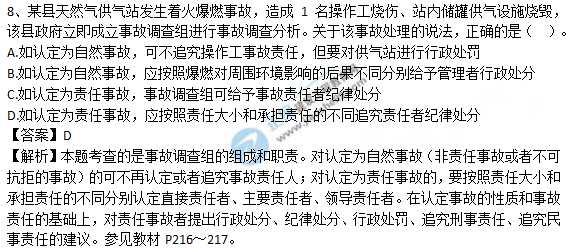 8、某县天然气供气站发生着火爆燃事故，造成 1 名操作工烧伤、站内储罐供气设施烧毁，
该县政府立即成立事故调查组进行事故调查分析。关于该事故处理的说法，正确的是（ ）。
A.如认定为自然事故，可不追究操作工事故责任，但要对供气站进行行政处罚
B.如认定为自然事故，应按照爆燃对周围环境影响的后果不同分别给予管理者行政处分
C.如认定为责任事故，事故调查组可给予事故责任者纪律处分
D.如认定为责任事故，应按照责任大小和承担责任的不同追究责任者纪律处分
【答案】D
【解析】本题考查的是事故调查组的组成和职责。对认定为自然事故（非责任事故或者不可
抗拒的事故）的可不再认定或者追究事故责任人；对认定为责任事故的，要按照责任大小和
承担责任的不同分别认定直接责任者、主要责任者、领导责任者。在认定事故的性质和事故
责任的基础上，对责任事故者提出行政处分、纪律处分、行政处罚、追究刑事责任、追究民
事责任的建议。参见教材 P216～217。